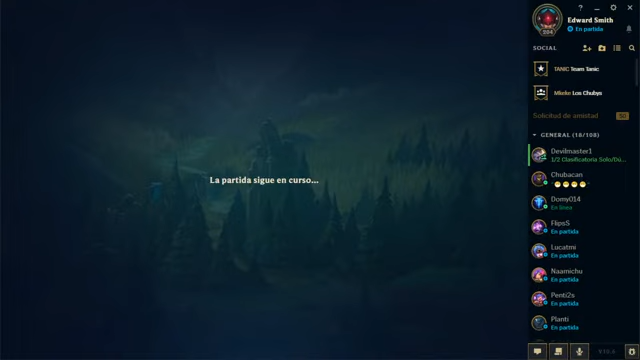 Edward Smith
204
En partida
SOCIAL
TANIC Team Tanic
Los Chubys
Solicitud de amistad
50
GENERAL (18/108)
Devilmaster1
1/2 Clasificatoria Solo/Dú...
Chubacan
Domy014
En línea
FlipsS
En partida
Lucatmi
En partida
Naamichu
En partida
Penti2s
En partida
Planti
En partida
La partida sigue en curso...